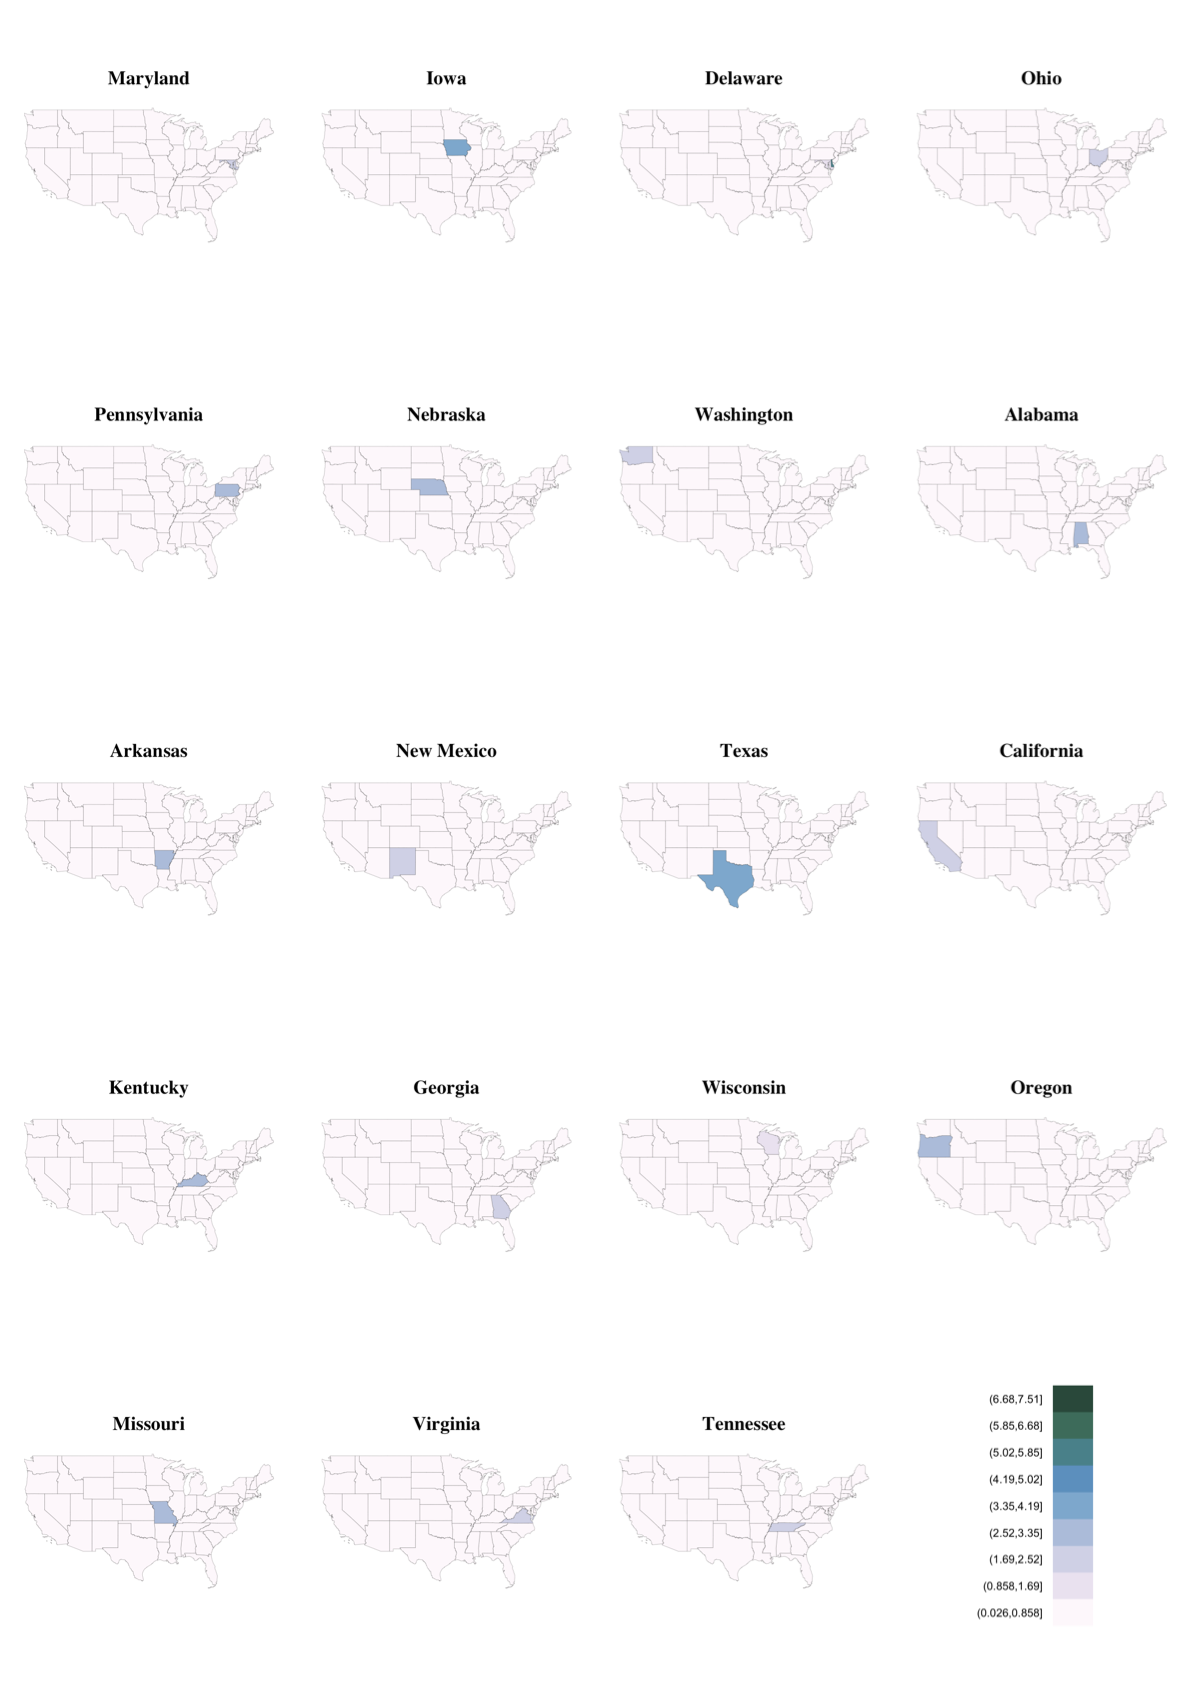 Maryland
Iowa
Delaware
Ohio
Pennsylvania
Nebraska
Washington
Alabama
Arkansas
New Mexico
Texas
California
Kentucky
Georgia
Wisconsin
Oregon
Missouri
Virginia
Tennessee
(6.68,7.51]
(5.85,6.68]
(5.02,5.85]
(4.19,5.02]
(3.35,4.19]
(2.52,3.35]
(1.69,2.52]
(0.858,1.69]
(0.026,0.858]